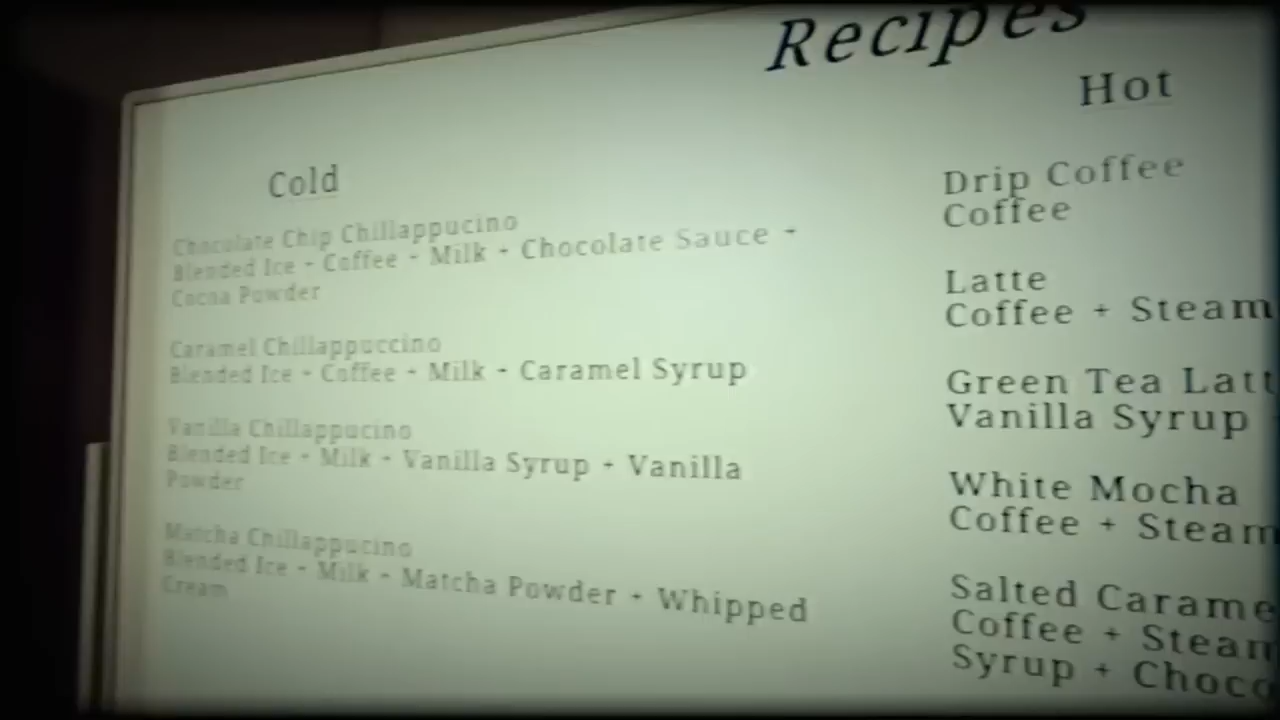 Recipes
Cold
Chocolate Chip Chillappucino
Blended Ice + Coffee + Milk + Chocolate Sauce +
Cocoa Powder
Caramel Chillappuccino
Blended Ice + Coffee + Milk + Caramel Syrup
Vanilla Chillappucino
Blended Ice + Milk + Vanilla Syrup + Vanilla
Powder
Matcha Chillappucino
Blended Ice + Milk + Matcha Powder + Whipped
Cream
Hot
Drip Coffee
Coffee
Latte
Coffee + Steam
Green Tea Latt
Vanilla Syrup
White Mocha
Coffee + Steam
Salted Carame
Coffee + Steam
Syrup + Choco